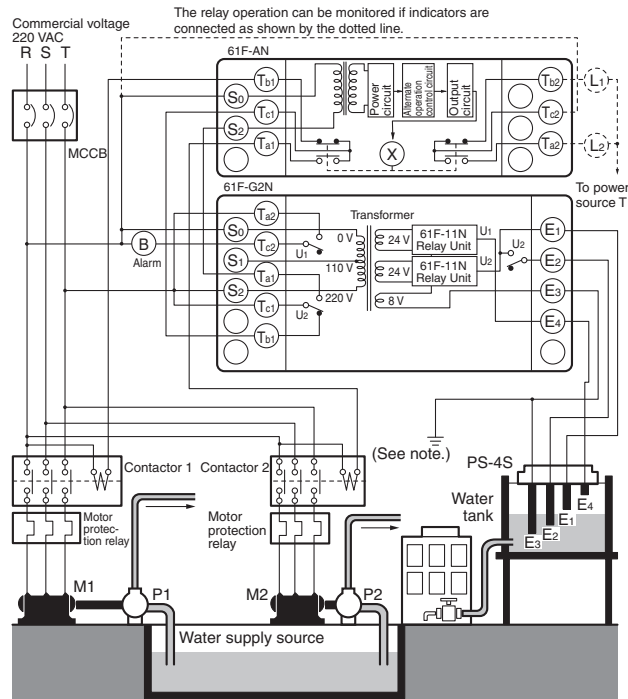 The relay operation can be monitored if indicators are
connected as shown by the dotted line.
Commercial voltage
220 VAC
R S T
MCCB
61F-AN
Tb1
S0
Tc1
S2
Ta1
Power
circuit
Alternate
operation
control circuit
Output
circuit
X
Tb2
Tc2
Ta2
L1
L2
To power
source T
61F-G2N
Ta2
S0
Tc2
S1
Ta1
S2
Tc1
Tb1
B
Alarm
U1
U2
0 V
110 V
220 V
Transformer
24 V
24 V
8 V
61F-11N
Relay Unit
61F-11N
Relay Unit
U1
U2
U2
E1
E2
E3
E4
(See note.)
Contactor 1
Contactor 2
Motor
protec-
tion relay
Motor
protection
relay
M1
P1
M2
P2
Water supply source
PS-4S
Water
tank
E4
E1
E2
E3